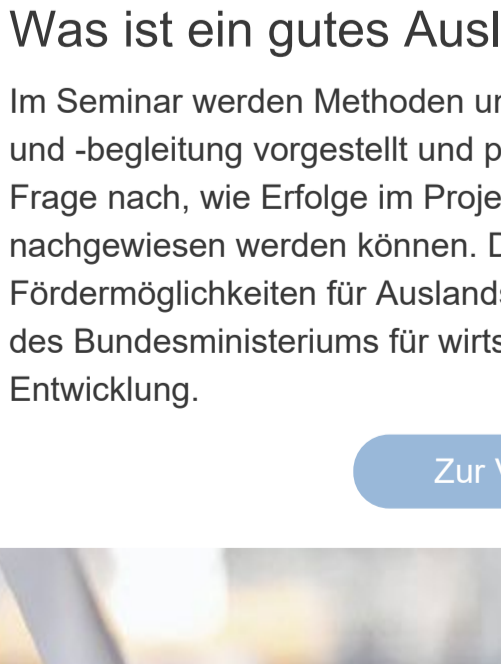 Was ist ein gutes Ausl
Im Seminar werden Methoden un
und -begleitung vorgestellt und p
Frage nach, wie Erfolge im Proje
nachgewiesen werden können. D
Fördermöglichkeiten für Auslands
des Bundesministeriums für wirts
Entwicklung.
Zur V